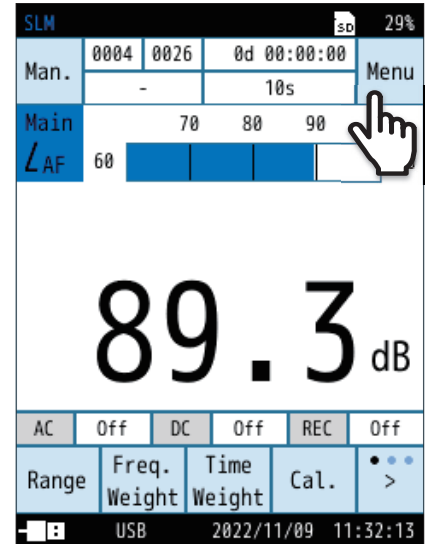 SLM SD 29%
Man. 0004 0026 0d 00:00:00 Menu
- 10s
Main 70 80 90
LAF 60
89.3 dB
AC Off DC Off REC Off
Range Freq. Weight Time Weight Cal. >
USB 2022/11/09 11:32:13